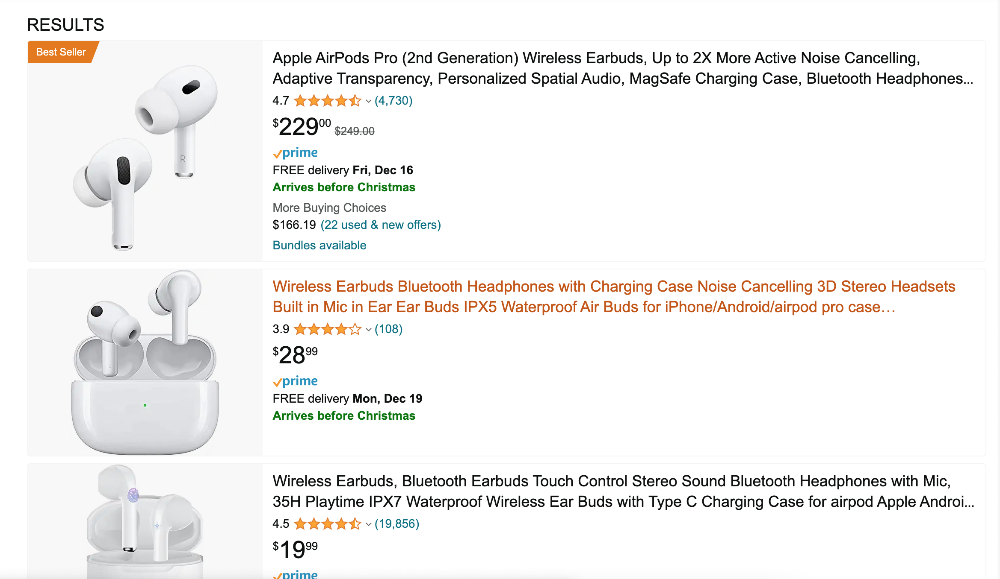 RESULTS
Best Seller
Apple AirPods Pro (2nd Generation) Wireless Earbuds, Up to 2X More Active Noise Cancelling,
Adaptive Transparency, Personalized Spatial Audio, MagSafe Charging Case, Bluetooth Headphones...
4.7 (4,730)
$229.00 $249.00
prime
FREE delivery Fri, Dec 16
Arrives before Christmas
More Buying Choices
$166.19 (22 used & new offers)
Bundles available
R
Wireless Earbuds Bluetooth Headphones with Charging Case Noise Cancelling 3D Stereo Headsets
Built in Mic in Ear Ear Buds IPX5 Waterproof Air Buds for iPhone/Android/airpod pro case…
3.9 (108)
$28.99
prime
FREE delivery Mon, Dec 19
Arrives before Christmas
L
Wireless Earbuds, Bluetooth Earbuds Touch Control Stereo Sound Bluetooth Headphones with Mic,
35H Playtime IPX7 Waterproof Wireless Ear Buds with Type C Charging Case for airpod Apple Androi...
4.5 (19,856)
$19.99
prime